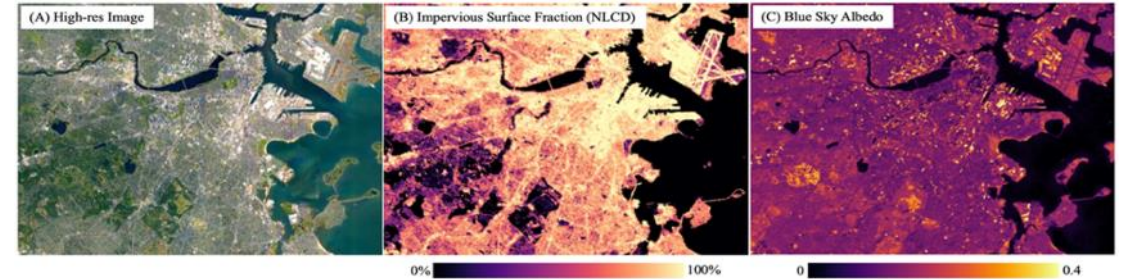 (A) High-res Image
(B) Impervious Surface Fraction (NLCD)
(C) Blue Sky Albedo
0%
100%
0
0.4